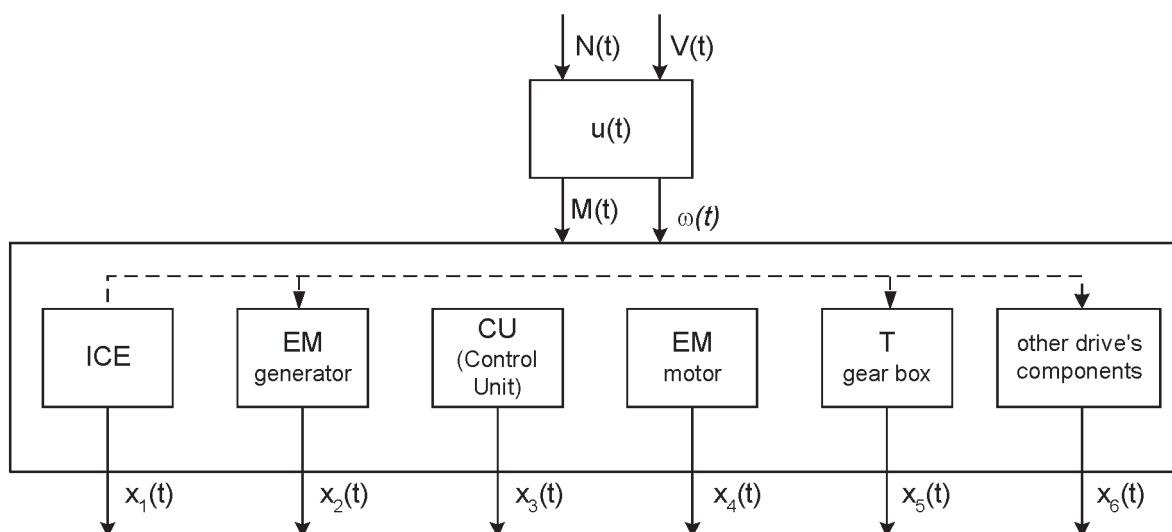 N(t) V(t)
u(t)
M(t) ω(t)
ICE
EM
generator
CU
(Control
Unit)
EM
motor
T
gear box
other drive's
components
x₁(t) x₂(t) x₃(t) x₄(t) x₅(t) x₆(t)